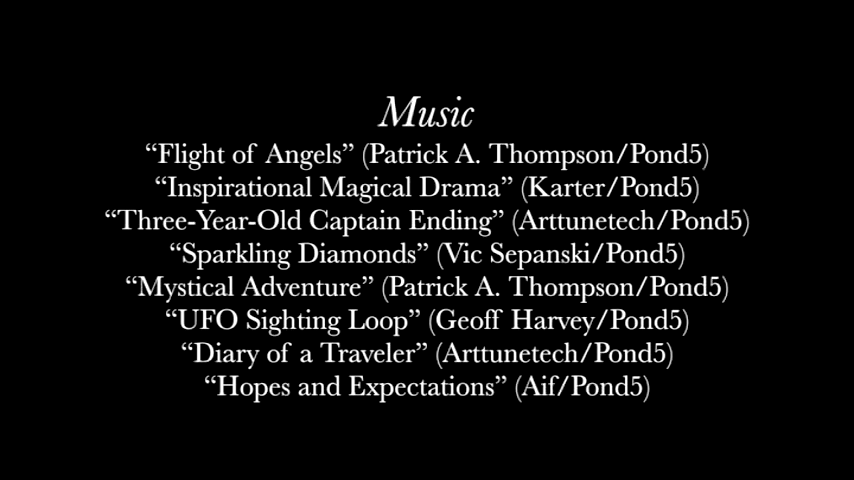 Music
“Flight of Angels” (Patrick A. Thompson/Pond5)
“Inspirational Magical Drama” (Karter/Pond5)
“Three-Year-Old Captain Ending” (Arttunetech/Pond5)
“Sparkling Diamonds” (Vic Sepanski/Pond5)
“Mystical Adventure” (Patrick A. Thompson/Pond5)
“UFO Sighting Loop” (Geoff Harvey/Pond5)
“Diary of a Traveler” (Arttunetech/Pond5)
“Hopes and Expectations” (Aif/Pond5)